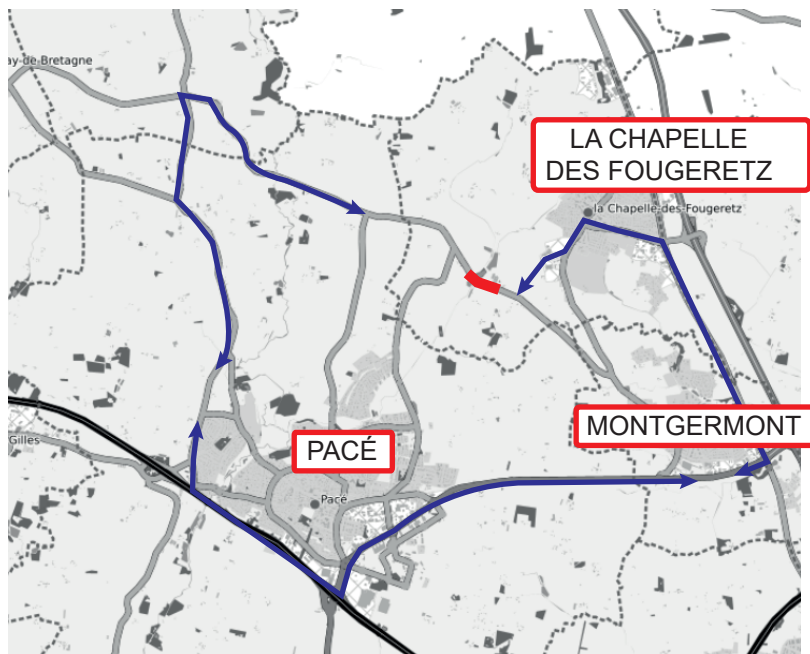 ay-de-Bretagne
LA CHAPELLE
DES FOUGERETZ
la Chapelle-des-Fougeretz
MONTGERMONT
PACÉ
Gilles
Pacé